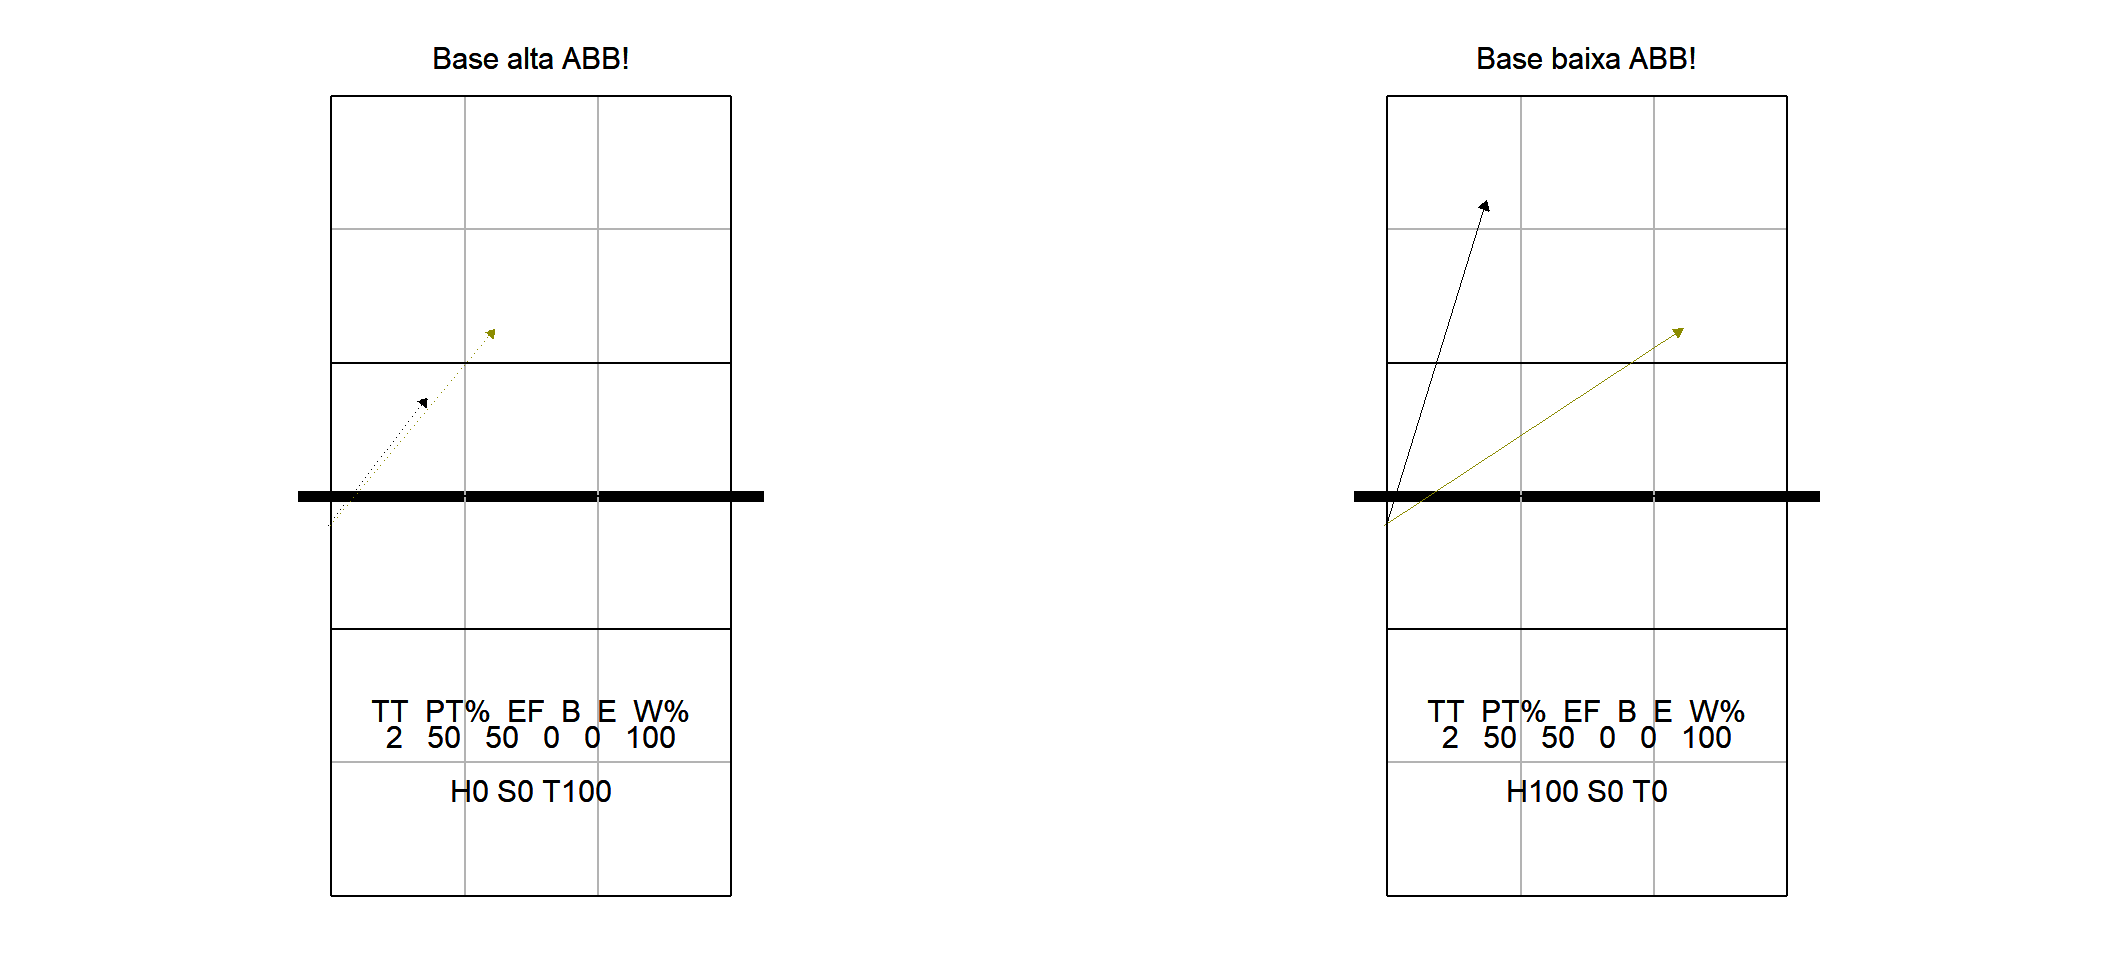 Base alta ABB!
TT PT% EF B E W%
2 50 50 0 0 100
H0 S0 T100
Base baixa ABB!
TT PT% EF B E W%
2 50 50 0 0 100
H100 S0 T0